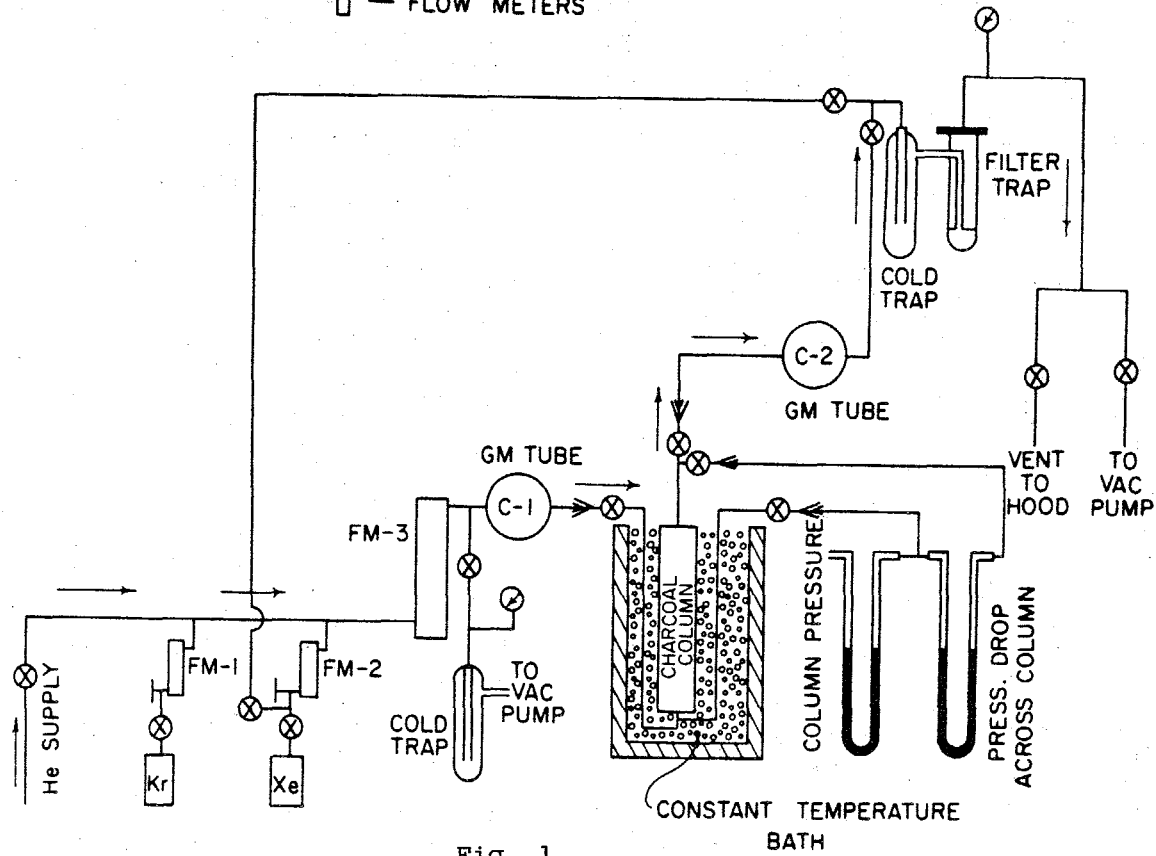 — FLOW METERS
FILTER
TRAP
COLD
TRAP
C-2
GM TUBE
VENT
TO
HOOD
TO
VAC
PUMP
GM TUBE
C-1
FM-3
CHARCOAL
COLUMN
COLUMN PRESSURE
PRESS. DROP
ACROSS COLUMN
FM-1
FM-2
He SUPPLY
TO
VAC
PUMP
COLD
TRAP
Kr
Xe
CONSTANT TEMPERATURE
BATH
Fig. 1